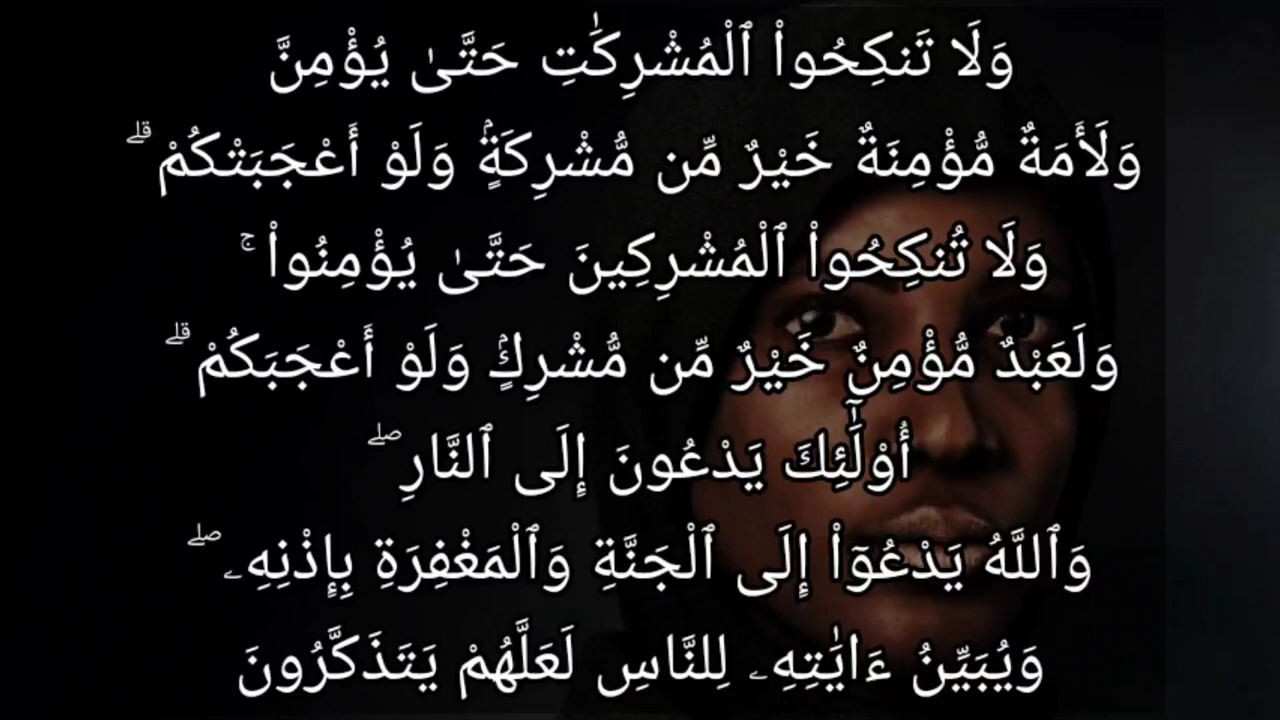 وَلَا تَنكِحُوا۟ ٱلْمُشْرِكَـٰتِ حَتَّىٰ يُؤْمِنَّ
وَلَأَمَةٌ مُّؤْمِنَةٌ خَيْرٌ مِّن مُّشْرِكَةٍۢ وَلَوْ أَعْجَبَتْكُمْ ۗ
وَلَا تُنكِحُوا۟ ٱلْمُشْرِكِينَ حَتَّىٰ يُؤْمِنُوا۟ ۚ
وَلَعَبْدٌ مُّؤْمِنٌ خَيْرٌ مِّن مُّشْرِكٍۢ وَلَوْ أَعْجَبَكُمْ ۗ
أُو۟لَـٰٓئِكَ يَدْعُونَ إِلَى ٱلنَّارِ ۖ
وَٱللَّهُ يَدْعُوٓا۟ إِلَى ٱلْجَنَّةِ وَٱلْمَغْفِرَةِ بِإِذْنِهِۦ ۖ
وَيُبَيِّنُ ءَايَـٰتِهِۦ لِلنَّاسِ لَعَلَّهُمْ يَتَذَكَّرُونَ